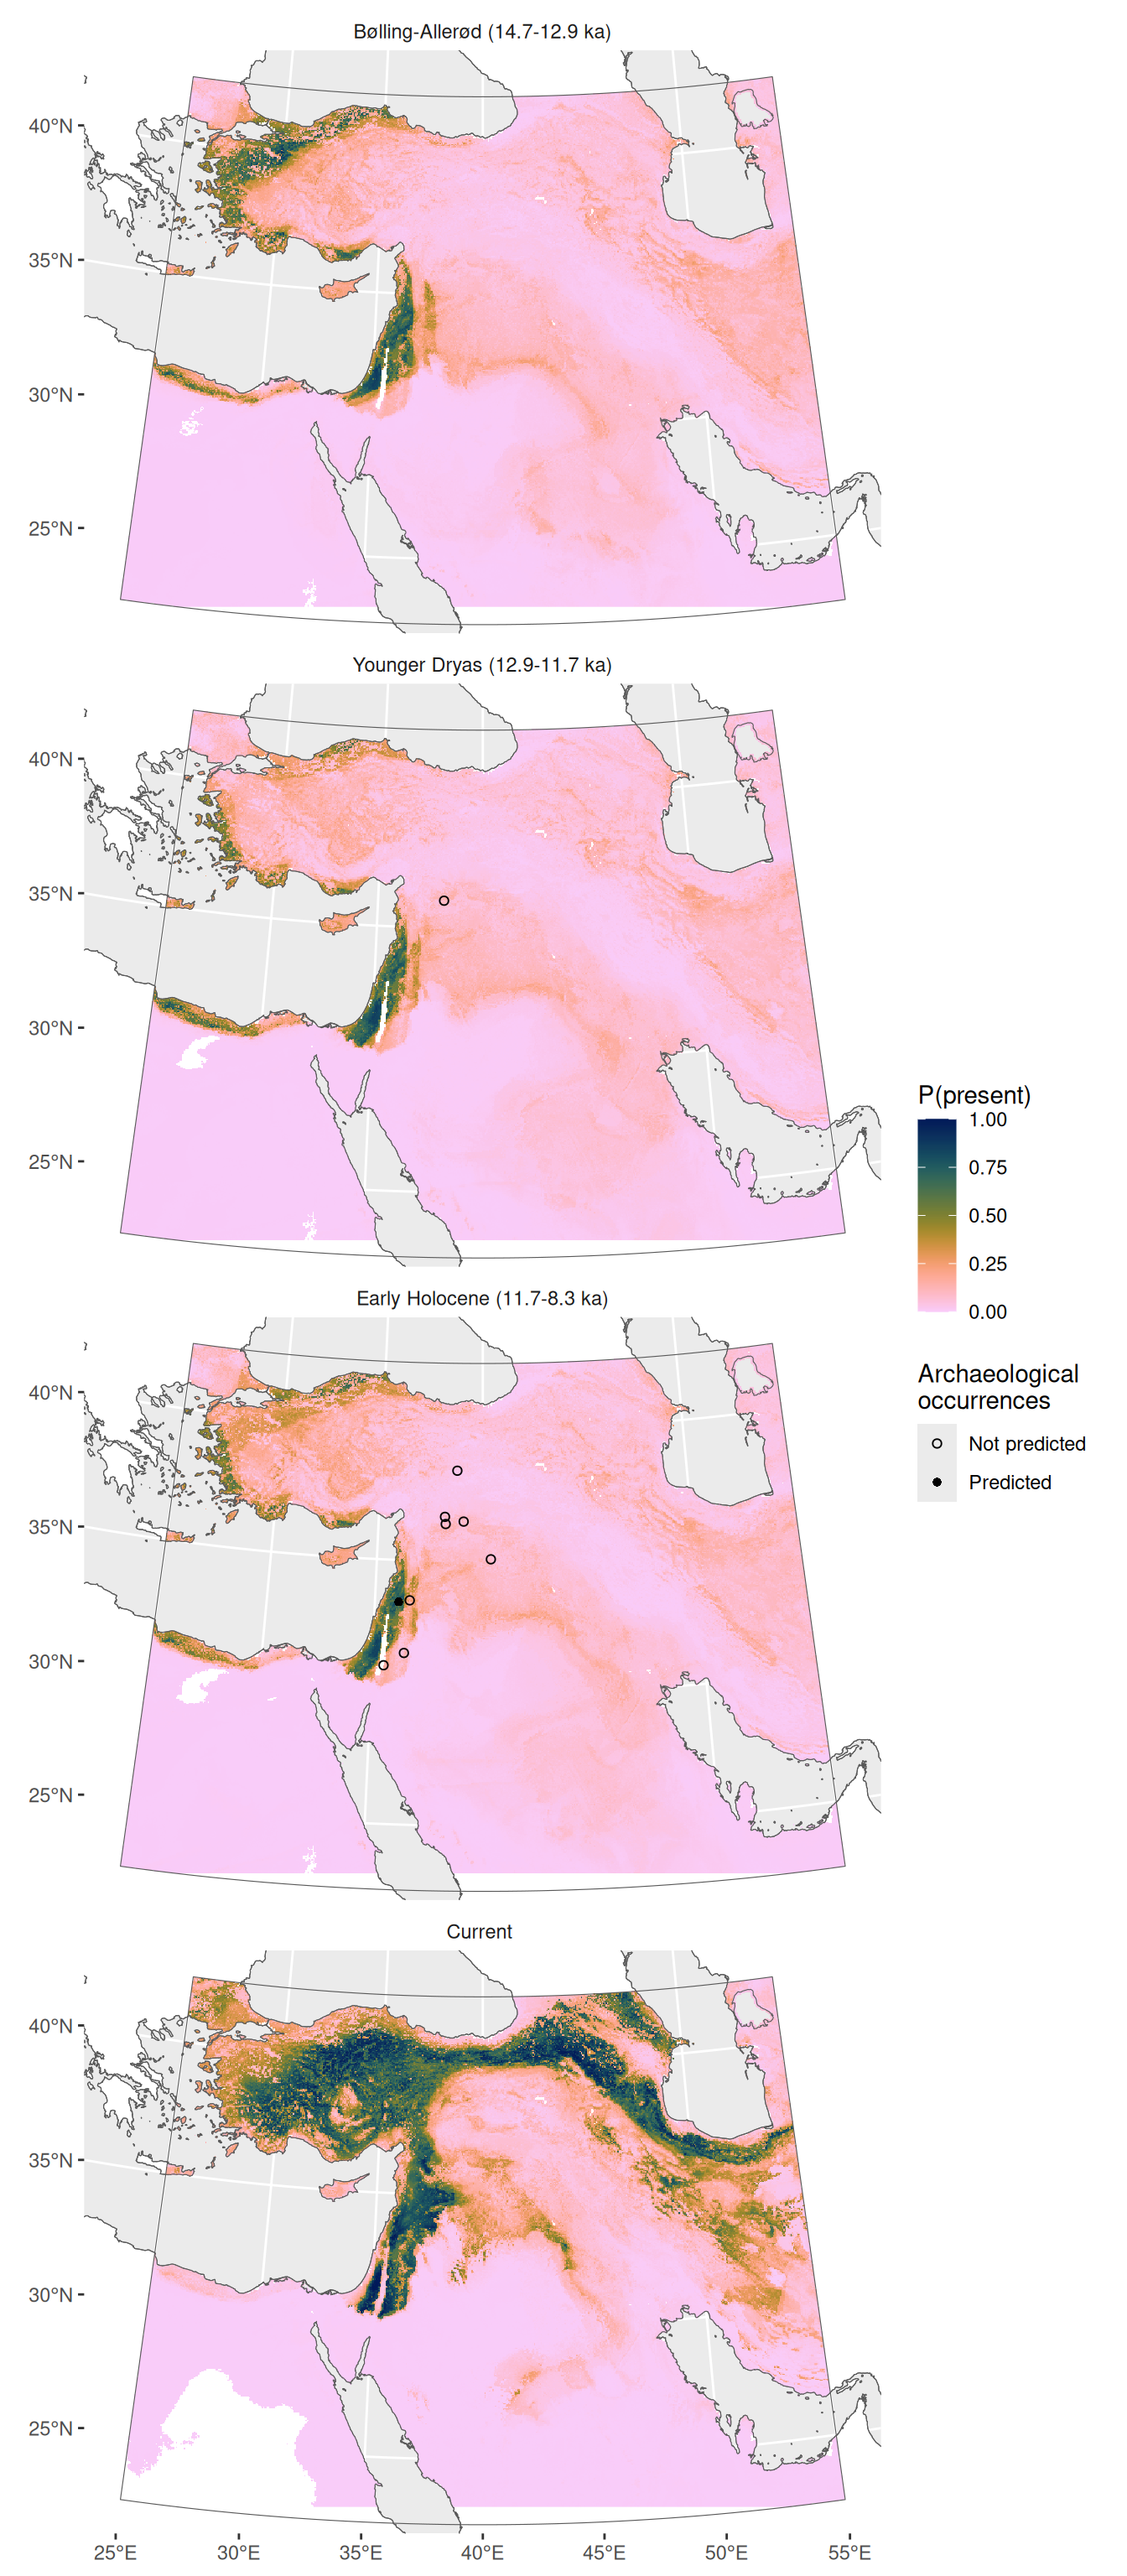 Bølling-Allerød (14.7-12.9 ka)
40°N
35°N
30°N
25°N
Younger Dryas (12.9-11.7 ka)
40°N
35°N
30°N
25°N
P(present)
1.00
0.75
0.50
0.25
0.00
Early Holocene (11.7-8.3 ka)
40°N
35°N
30°N
25°N
Archaeological
occurrences
Not predicted
Predicted
Current
40°N
35°N
30°N
25°N
25°E 30°E 35°E 40°E 45°E 50°E 55°E